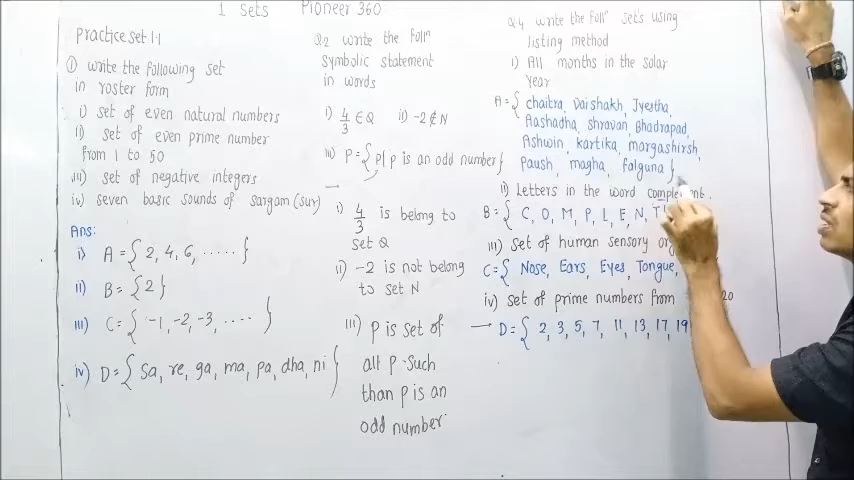 1 Sets Pioneer 360
Practice set 1.1
① write the following set
in roster form
i) set of even natural numbers
ii) set of even prime number
from 1 to 50
iii) set of negative integers
iv) seven basic sounds of sargam (sur)
Ans:
i) A = { 2, 4, 6, ..... }
ii) B = { 2 }
iii) C = { -1, -2, -3, .... }
iv) D = { sa, re, ga, ma, pa, dha, ni }
Q.2 write the follⁿ
symbolic statement
in words
i) 4/3 ∈ Q ii) -2 ∉ N
iii) P = { p | p is an odd number }
i) 4/3 is belong to
set Q
ii) -2 is not belong
to set N
iii) P is set of
all p such
than p is an
odd number
Q.4 write the follⁿ set's using
listing method
i) All months in the solar
year
A = { chaitra, vaishakh, Jyestha,
Aashadha, shravan, Bhadrapad,
Ashwin, kartika, margashirsh,
Paush, magha, falguna }
ii) Letters in the word complement.
B = { C, O, M, P, L, E, N, T
iii) set of human sensory
C = { Nose, Ears, Eyes, Tongue,
iv) set of prime numbers from 20
→ D = { 2, 3, 5, 7, 11, 13, 17, 19